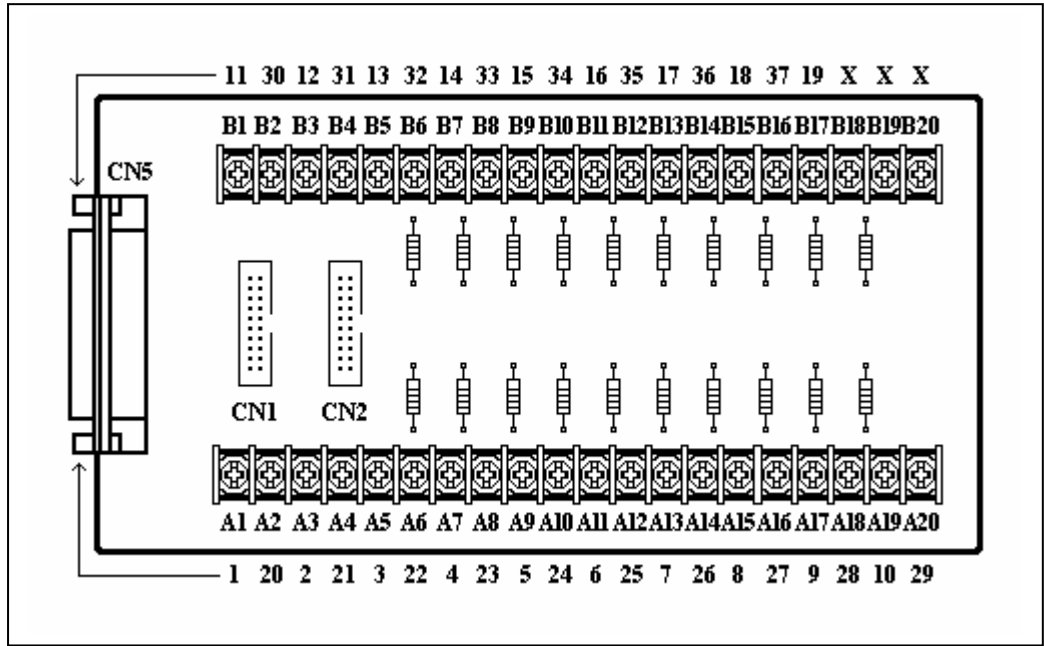 11 30 12 31 13 32 14 33 15 34 16 35 17 36 18 37 19 X X X
B1 B2 B3 B4 B5 B6 B7 B8 B9 B10 B11 B12 B13 B14 B15 B16 B17 B18 B19 B20
CN5
CN1 CN2
A1 A2 A3 A4 A5 A6 A7 A8 A9 A10 A11 A12 A13 A14 A15 A16 A17 A18 A19 A20
1 20 2 21 3 22 4 23 5 24 6 25 7 26 8 27 9 28 10 29